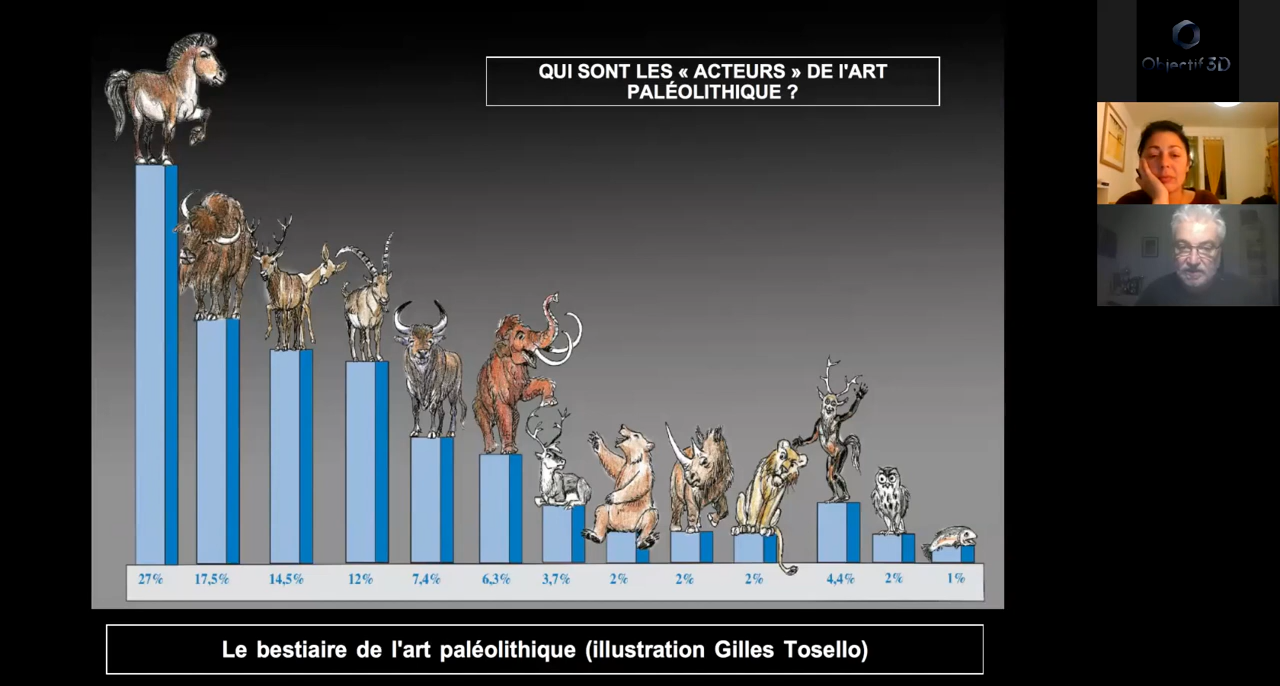 QUI SONT LES « ACTEURS » DE l'ART
PALÉOLITHIQUE ?
Objectif 3D
27% 17,5% 14,5% 12% 7,4% 6,3% 3,7% 2% 2% 2% 4,4% 2% 1%
Le bestiaire de l'art paléolithique (illustration Gilles Tosello)